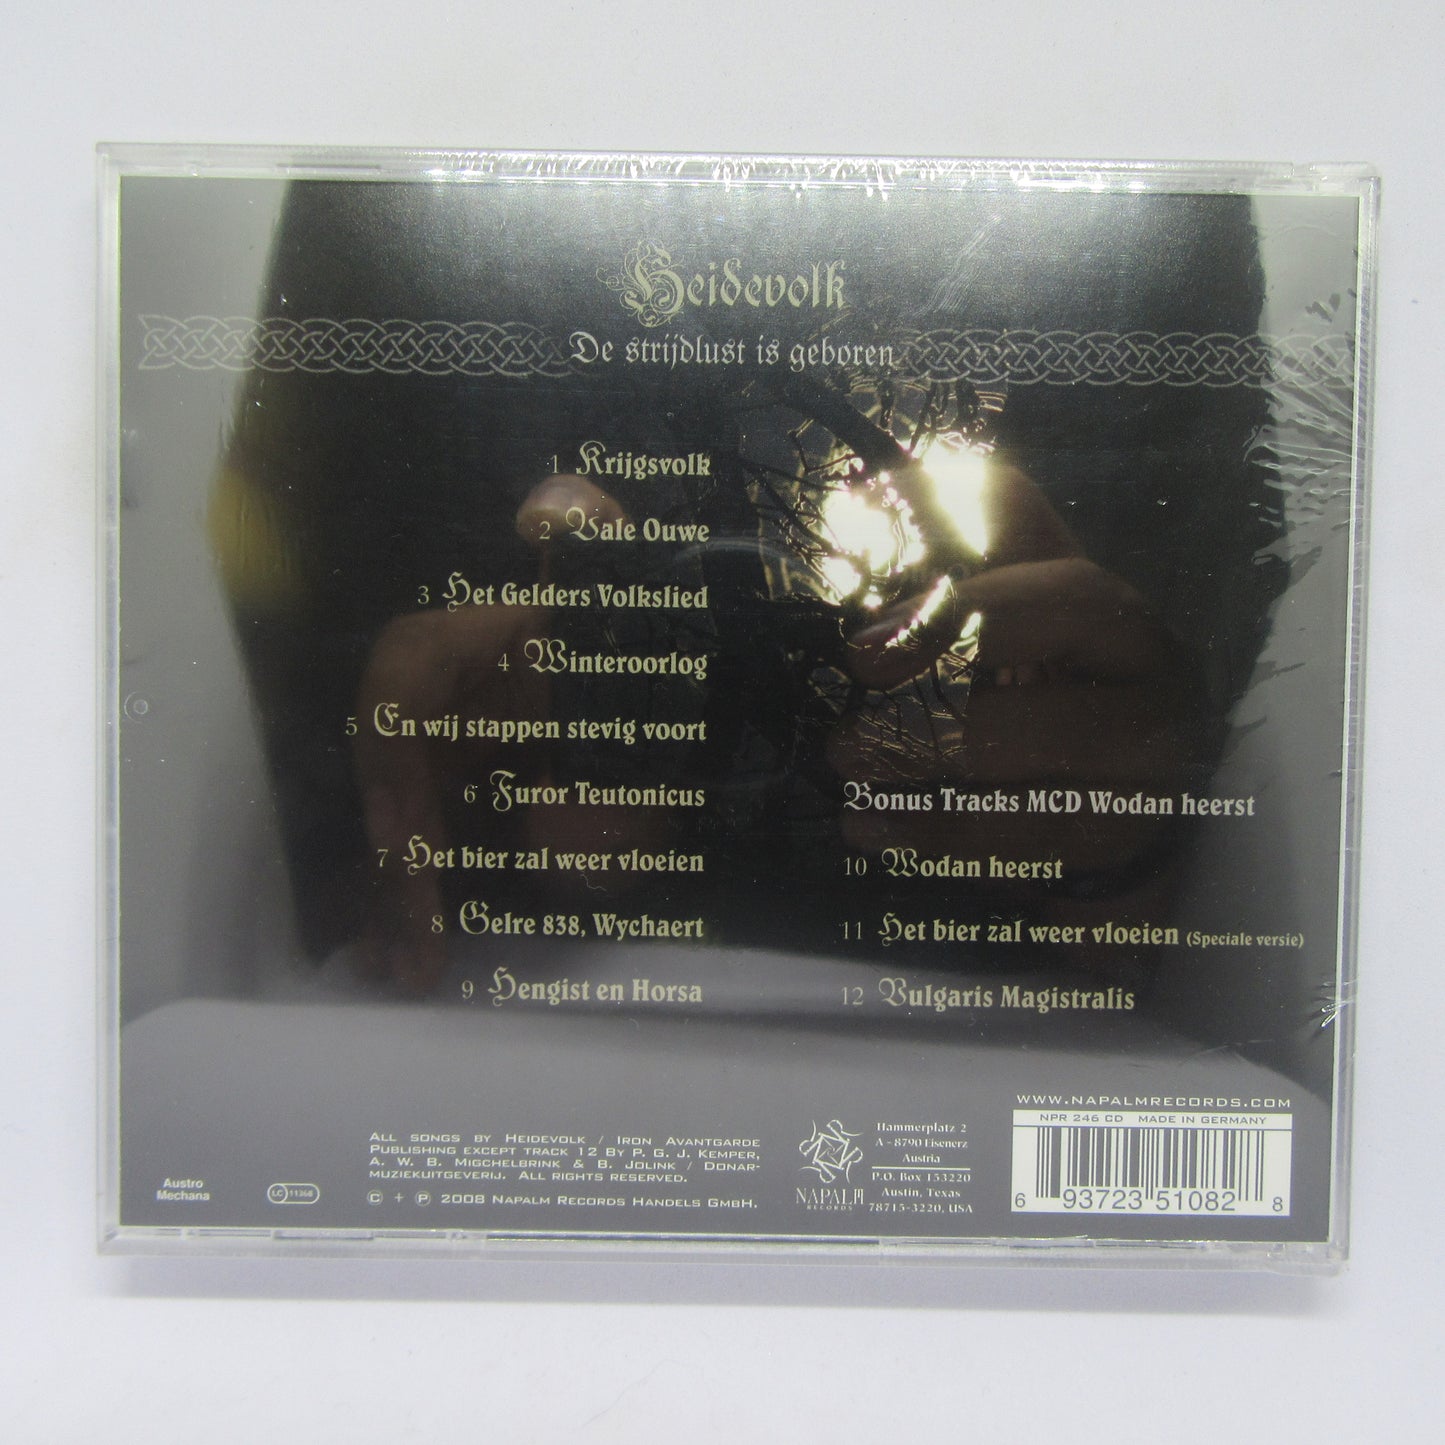 Heidevolk
De strijdlust is geboren
1 Krijgsvolk
2 Vale Ouwe
3 Het Gelders Volkslied
4 Winteroorlog
5 En wij stappen stevig voort
6 Furor Teutonicus
7 Het bier zal weer vloeien
8 Gelre 838, Wychaert
9 Hengist en Horsa
Bonus Tracks MCD Wodan heerst
10 Wodan heerst
11 Het bier zal weer vloeien (Speciale versie)
12 Vulgaris Magistralis
Austro
Mechana
LC 11368
All songs by Heidevolk / Iron Avantgarde
Publishing except track 12 By P. G. J. Kemper,
A. W. B. Migchelbrink & B. Jolink / Donar-
muziekuitgeverij. All rights reserved.
© + ℗ 2008 Napalm Records Handels GmbH.
NAPALM
RECORDS
Hammerplatz 2
A - 8790 Eisenerz
Austria
P.O. Box 153220
Austin, Texas
78715-3220, USA
WWW.NAPALMRECORDS.COM
NPR 246 CD MADE IN GERMANY
6 93723 51082 8